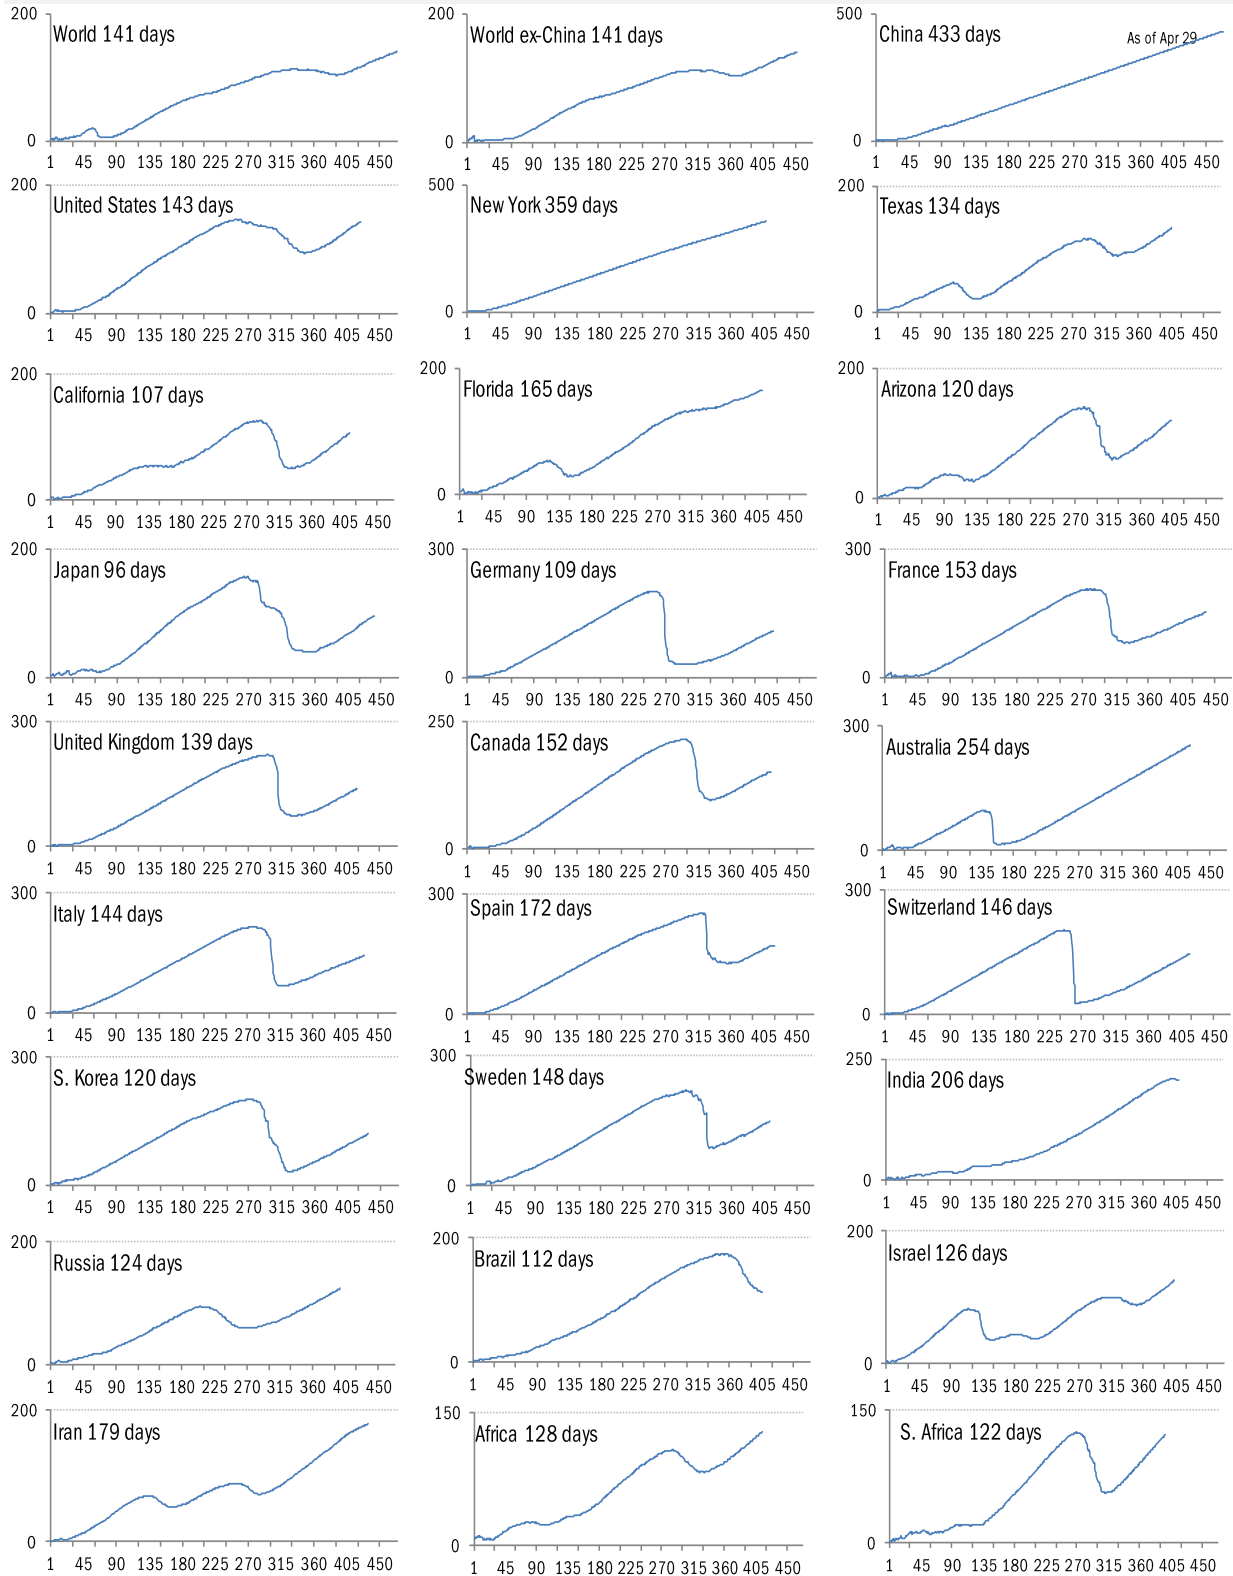 200 200 500
World 141 days World ex-China 141 days China 433 days As of Apr 29
0 0 0
1 45 90 135 180 225 270 315 360 405 450 1 45 90 135 180 225 270 315 360 405 450 1 45 90 135 180 225 270 315 360 405 450
200 500 200
United States 143 days New York 359 days Texas 134 days
0 0 0
1 45 90 135 180 225 270 315 360 405 450 1 45 90 135 180 225 270 315 360 405 450 1 45 90 135 180 225 270 315 360 405 450
200 200 200
California 107 days Florida 165 days Arizona 120 days
0 0 0
1 45 90 135 180 225 270 315 360 405 450 1 45 90 135 180 225 270 315 360 405 450 1 45 90 135 180 225 270 315 360 405 450
200 300 300
Japan 96 days Germany 109 days France 153 days
0 0 0
1 45 90 135 180 225 270 315 360 405 450 1 45 90 135 180 225 270 315 360 405 450 1 45 90 135 180 225 270 315 360 405 450
300 250 300
United Kingdom 139 days Canada 152 days Australia 254 days
0 0 0
1 45 90 135 180 225 270 315 360 405 450 1 45 90 135 180 225 270 315 360 405 450 1 45 90 135 180 225 270 315 360 405 450
300 300 300
Italy 144 days Spain 172 days Switzerland 146 days
0 0 0
1 45 90 135 180 225 270 315 360 405 450 1 45 90 135 180 225 270 315 360 405 450 1 45 90 135 180 225 270 315 360 405 450
300 300 250
S. Korea 120 days Sweden 148 days India 206 days
0 0 0
1 45 90 135 180 225 270 315 360 405 450 1 45 90 135 180 225 270 315 360 405 450 1 45 90 135 180 225 270 315 360 405 450
200 200 200
Russia 124 days Brazil 112 days Israel 126 days
0 0 0
1 45 90 135 180 225 270 315 360 405 450 1 45 90 135 180 225 270 315 360 405 450 1 45 90 135 180 225 270 315 360 405 450
200 150 150
Iran 179 days Africa 128 days S. Africa 122 days
0 0 0
1 45 90 135 180 225 270 315 360 405 450 1 45 90 135 180 225 270 315 360 405 450 1 45 90 135 180 225 270 315 360 405 450